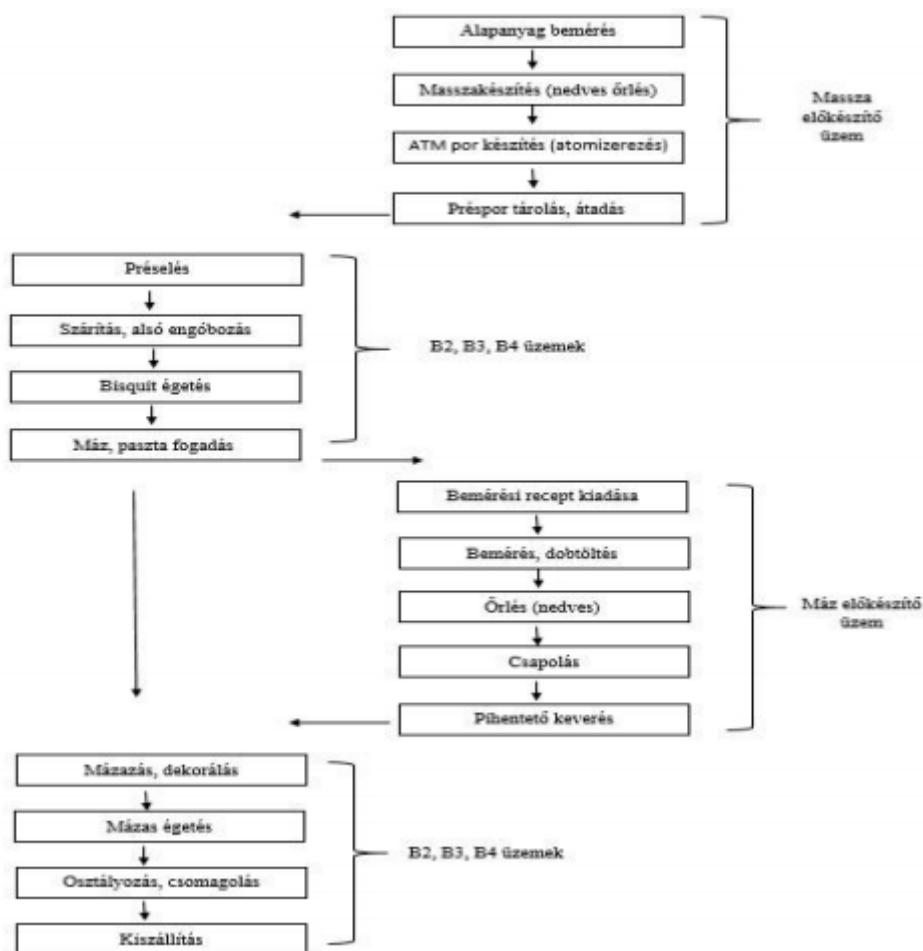 Alapanyag bemérés
Masszakészítés (nedves őrlés)
ATM por készítés (atomizerezés)
Préspor tárolás, átadás
Massza
előkészítő
üzem
Préselés
Szárítás, alsó engóbozás
Bisquit égetés
Máz, paszta fogadás
B2, B3, B4 üzemek
Bemérési recept kiadása
Bemérés, dobtöltés
Őrlés (nedves)
Csapolás
Pihentető keverés
Máz előkészítő
üzem
Mázazás, dekorálás
Mázas égetés
Osztályozás, csomagolás
Kiszállítás
B2, B3, B4 üzemek